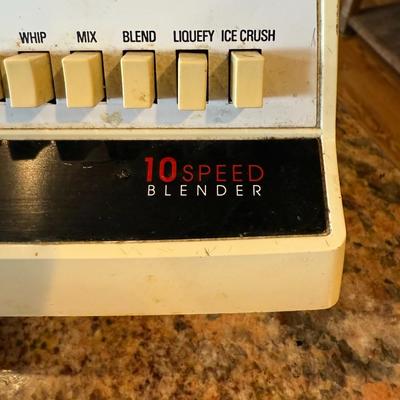 WHIP MIX BLEND LIQUEFY ICE CRUSH
10 SPEED
BLENDER